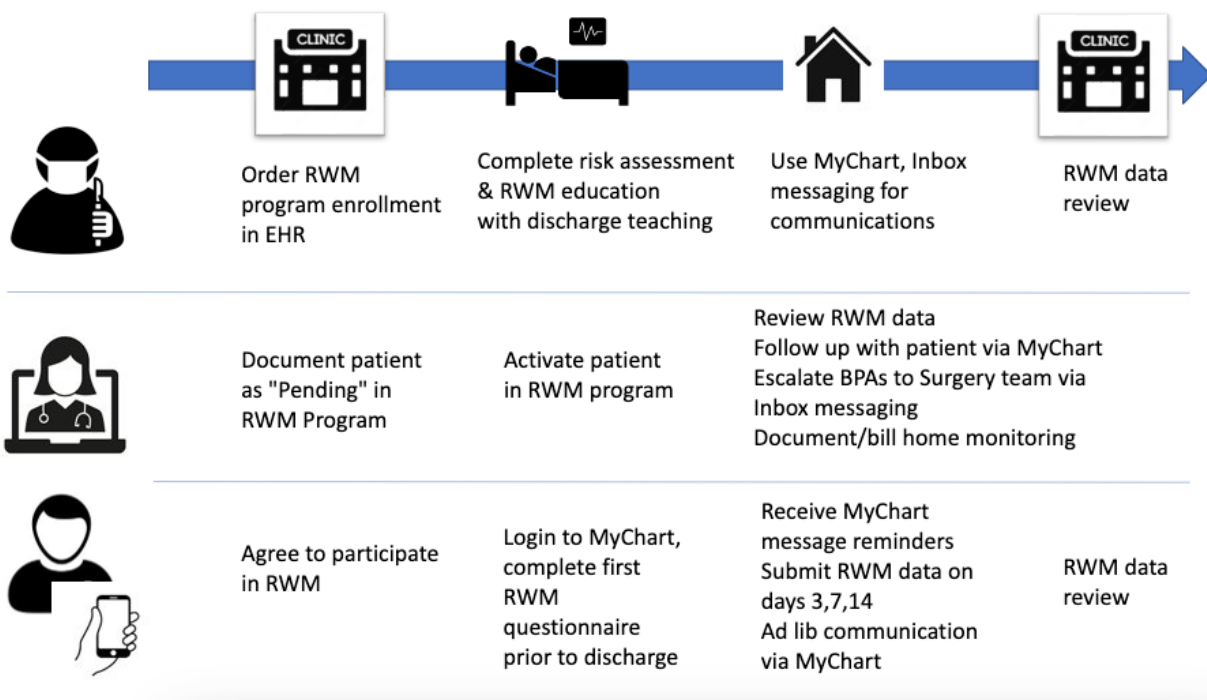 CLINIC
CLINIC
Order RWM
program enrollment
in EHR
Complete risk assessment
& RWM education
with discharge teaching
Use MyChart, Inbox
messaging for
communications
RWM data
review
Document patient
as "Pending" in
RWM Program
Activate patient
in RWM program
Review RWM data
Follow up with patient via MyChart
Escalate BPAs to Surgery team via
Inbox messaging
Document/bill home monitoring
Agree to participate
in RWM
Login to MyChart,
complete first
RWM
questionnaire
prior to discharge
Receive MyChart
message reminders
Submit RWM data on
days 3,7,14
Ad lib communication
via MyChart
RWM data
review